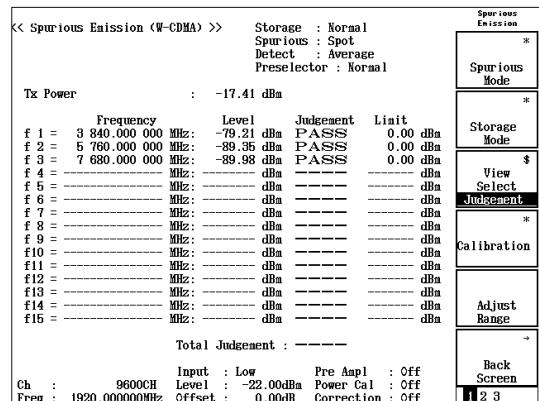 << Spurious Emission (W-CDMA) >>
Storage : Normal
Spurious : Spot
Detect : Average
Preselector : Normal
Tx Power : -17.41 dBm
Frequency Level Judgement Limit
f 1 = 3 840.000 000 MHz: -79.21 dBm PASS 0.00 dBm
f 2 = 5 760.000 000 MHz: -89.35 dBm PASS 0.00 dBm
f 3 = 7 680.000 000 MHz: -89.98 dBm PASS 0.00 dBm
f 4 = -------------- MHz: ------- dBm ----- ------- dBm
f 5 = -------------- MHz: ------- dBm ----- ------- dBm
f 6 = -------------- MHz: ------- dBm ----- ------- dBm
f 7 = -------------- MHz: ------- dBm ----- ------- dBm
f 8 = -------------- MHz: ------- dBm ----- ------- dBm
f 9 = -------------- MHz: ------- dBm ----- ------- dBm
f10 = -------------- MHz: ------- dBm ----- ------- dBm
f11 = -------------- MHz: ------- dBm ----- ------- dBm
f12 = -------------- MHz: ------- dBm ----- ------- dBm
f13 = -------------- MHz: ------- dBm ----- ------- dBm
f14 = -------------- MHz: ------- dBm ----- ------- dBm
f15 = -------------- MHz: ------- dBm ----- ------- dBm
Total Judgement : -----
Input : Low Pre Ampl : Off
Ch : 9600CH Level : -22.00dBm Power Cal : Off
Freq : 1920.000000MHz Offset : 0.00dB Correction : Off
Spurious
Emission
*
Spurious
Mode
*
Storage
Mode
$
View
Select
Judgement
*
Calibration
Adjust
Range
→
Back
Screen
1 2 3